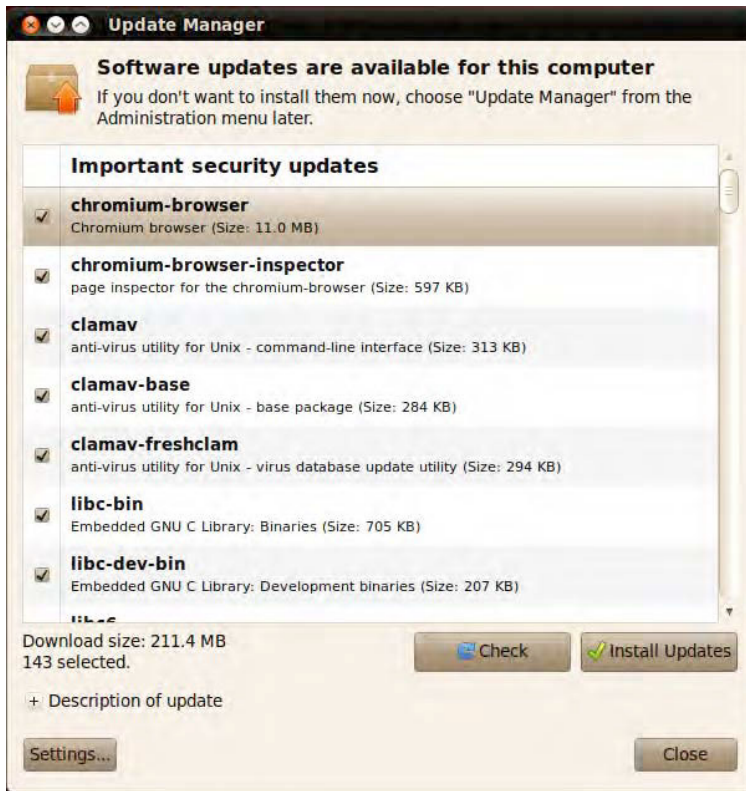 Update Manager
Software updates are available for this computer
If you don't want to install them now, choose "Update Manager" from the
Administration menu later.
Important security updates
chromium-browser
Chromium browser (Size: 11.0 MB)
chromium-browser-inspector
page inspector for the chromium-browser (Size: 597 KB)
clamav
anti-virus utility for Unix - command-line interface (Size: 313 KB)
clamav-base
anti-virus utility for Unix - base package (Size: 284 KB)
clamav-freshclam
anti-virus utility for Unix - virus database update utility (Size: 294 KB)
libc-bin
Embedded GNU C Library: Binaries (Size: 705 KB)
libc-dev-bin
Embedded GNU C Library: Development binaries (Size: 207 KB)
Download size: 211.4 MB
143 selected.
Check
Install Updates
+ Description of update
Settings...
Close